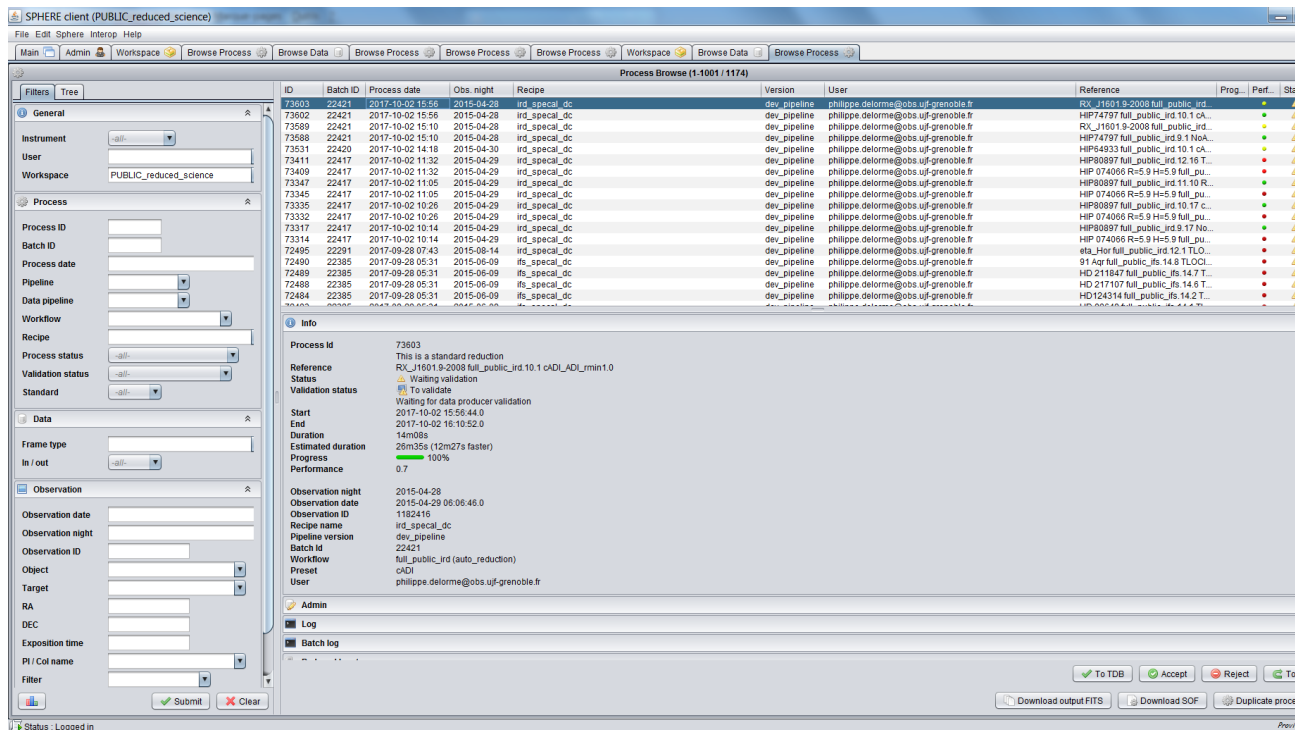 SPHERE client (PUBLIC_reduced_science)
File Edit Sphere Interop Help
Main Admin Workspace Browse Process Browse Data Browse Process Browse Process Browse Process Workspace Browse Data Browse Process
Process Browse (1-1001 / 1174)
Filters Tree
General
Instrument -all-
User
Workspace PUBLIC_reduced_science
Process
Process ID
Batch ID
Process date
Pipeline
Data pipeline
Workflow
Recipe
Process status -all-
Validation status -all-
Standard -all-
Data
Frame type
In / out -all-
Observation
Observation date
Observation night
Observation ID
Object
Target
RA
DEC
Exposition time
PI / CoI name
Filter
Submit Clear
ID Batch ID Process date Obs. night Recipe Version User Reference Prog... Perf... Sta
73603 22421 2017-10-02 15:56 2015-04-28 ird_specal_dc dev_pipeline philippe.delorme@obs.ujf-grenoble.fr RX_J1601.9-2008 full_public_ird...
73602 22421 2017-10-02 15:56 2015-04-28 ird_specal_dc dev_pipeline philippe.delorme@obs.ujf-grenoble.fr HIP74797 full_public_ird.10.1 cA...
73589 22421 2017-10-02 15:10 2015-04-28 ird_specal_dc dev_pipeline philippe.delorme@obs.ujf-grenoble.fr RX_J1601.9-2008 full_public_ird...
73588 22421 2017-10-02 15:10 2015-04-28 ird_specal_dc dev_pipeline philippe.delorme@obs.ujf-grenoble.fr HIP74797 full_public_ird.9.1 NoA...
73531 22420 2017-10-02 14:18 2015-04-30 ird_specal_dc dev_pipeline philippe.delorme@obs.ujf-grenoble.fr HIP64933 full_public_ird.10.1 cA...
73411 22417 2017-10-02 11:32 2015-04-29 ird_specal_dc dev_pipeline philippe.delorme@obs.ujf-grenoble.fr HIP80897 full_public_ird.12.16 T...
73409 22417 2017-10-02 11:32 2015-04-29 ird_specal_dc dev_pipeline philippe.delorme@obs.ujf-grenoble.fr HIP 074066 R=5.9 H=5.9 full_pu...
73347 22417 2017-10-02 11:05 2015-04-29 ird_specal_dc dev_pipeline philippe.delorme@obs.ujf-grenoble.fr HIP80897 full_public_ird.11.10 R...
73345 22417 2017-10-02 11:05 2015-04-29 ird_specal_dc dev_pipeline philippe.delorme@obs.ujf-grenoble.fr HIP 074066 R=5.9 H=5.9 full_pu...
73335 22417 2017-10-02 10:26 2015-04-29 ird_specal_dc dev_pipeline philippe.delorme@obs.ujf-grenoble.fr HIP80897 full_public_ird.10.17 c...
73332 22417 2017-10-02 10:26 2015-04-29 ird_specal_dc dev_pipeline philippe.delorme@obs.ujf-grenoble.fr HIP 074066 R=5.9 H=5.9 full_pu...
73317 22417 2017-10-02 10:14 2015-04-29 ird_specal_dc dev_pipeline philippe.delorme@obs.ujf-grenoble.fr HIP80897 full_public_ird.9.17 No...
73314 22417 2017-10-02 10:14 2015-04-29 ird_specal_dc dev_pipeline philippe.delorme@obs.ujf-grenoble.fr HIP 074066 R=5.9 H=5.9 full_pu...
72495 22291 2017-09-28 07:43 2015-08-14 ird_specal_dc dev_pipeline philippe.delorme@obs.ujf-grenoble.fr eta_Hor full_public_ird.12.1 TLO...
72490 22385 2017-09-28 05:31 2015-06-09 ifs_specal_dc dev_pipeline philippe.delorme@obs.ujf-grenoble.fr 91 Aqr full_public_ifs.14.8 TLOCI...
72488 22385 2017-09-28 05:31 2015-06-09 ifs_specal_dc dev_pipeline philippe.delorme@obs.ujf-grenoble.fr HD 211847 full_public_ifs.14.7 T...
72488 22385 2017-09-28 05:31 2015-06-09 ifs_specal_dc dev_pipeline philippe.delorme@obs.ujf-grenoble.fr HD 217107 full_public_ifs.14.6 T...
72484 22385 2017-09-28 05:31 2015-06-09 ifs_specal_dc dev_pipeline philippe.delorme@obs.ujf-grenoble.fr HD124314 full_public_ifs.14.2 T...
Info
Process Id 73603
This is a standard reduction
Reference RX_J1601.9-2008 full_public_ird.10.1 cADI_ADI_rmin1.0
Status Waiting validation
Validation status To validate
Waiting for data producer validation
Start 2017-10-02 15:56:44.0
End 2017-10-02 16:10:52.0
Duration 14m08s
Estimated duration 26m35s (12m27s faster)
Progress 100%
Performance 0.7
Observation night 2015-04-28
Observation date 2015-04-29 06:06:46.0
Observation ID 1182416
Recipe name ird_specal_dc
Pipeline version dev_pipeline
Batch Id 22421
Workflow full_public_ird (auto_reduction)
Preset cADI
User philippe.delorme@obs.ujf-grenoble.fr
Admin
Log
Batch log
To TDB Accept Reject To
Download output FITS Download SOF Duplicate proce
Status : Logged in